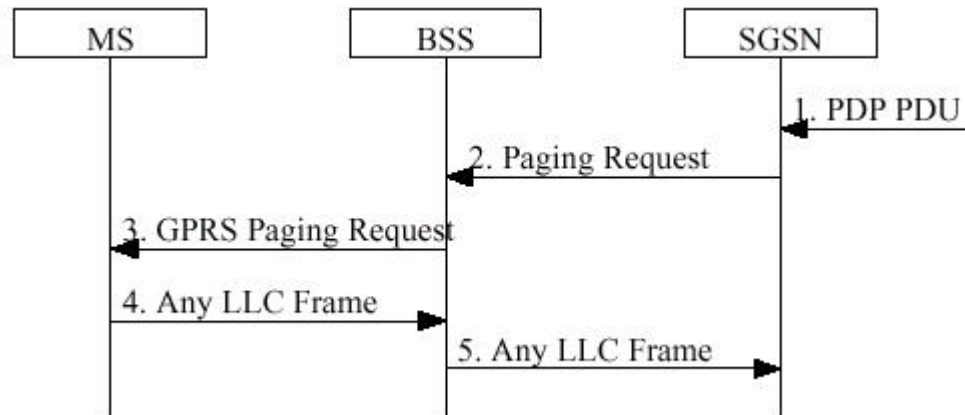 MS
BSS
SGSN
1. PDP PDU
2. Paging Request
3. GPRS Paging Request
4. Any LLC Frame
5. Any LLC Frame